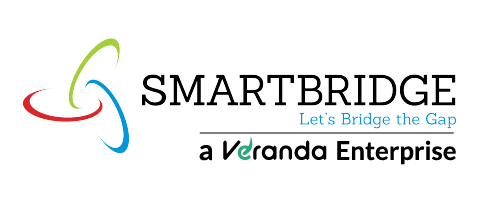 SMARTBRIDGE
Let's Bridge the Gap
a Veranda Enterprise